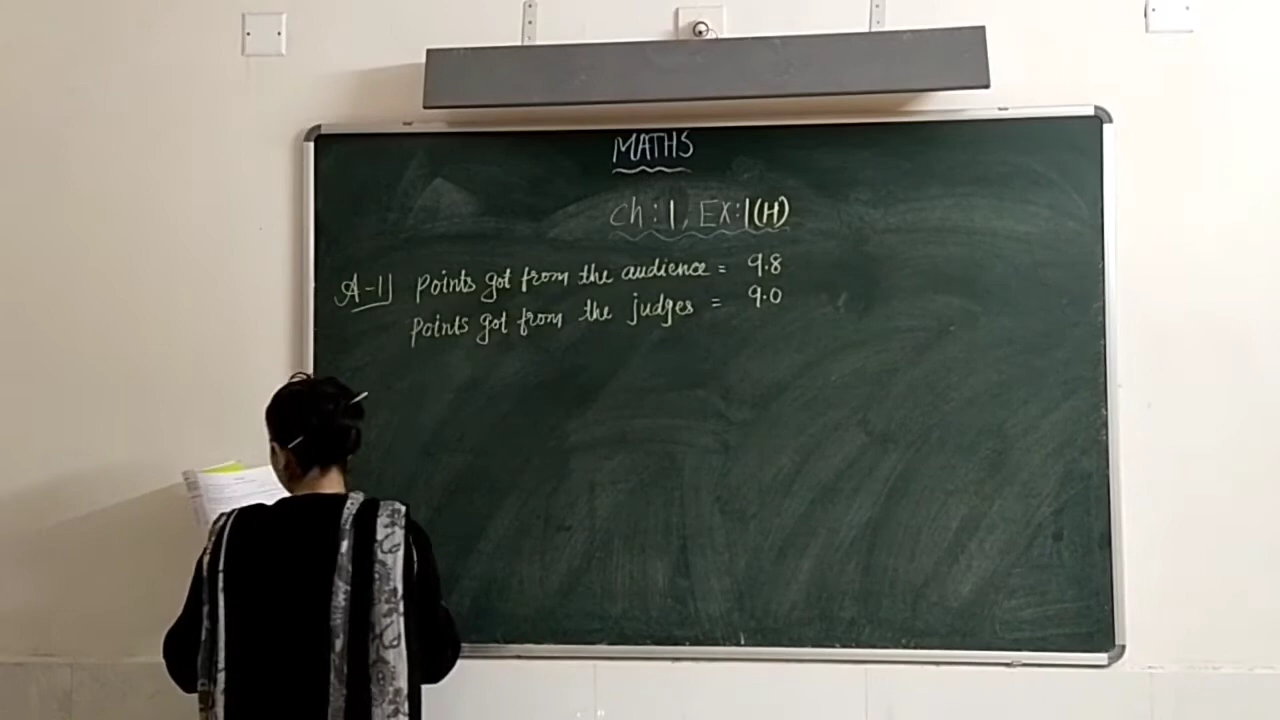 MATHS
Ch:1, Ex:1(H)
A-1] Points got from the audience = 9.8
Points got from the judges = 9.0